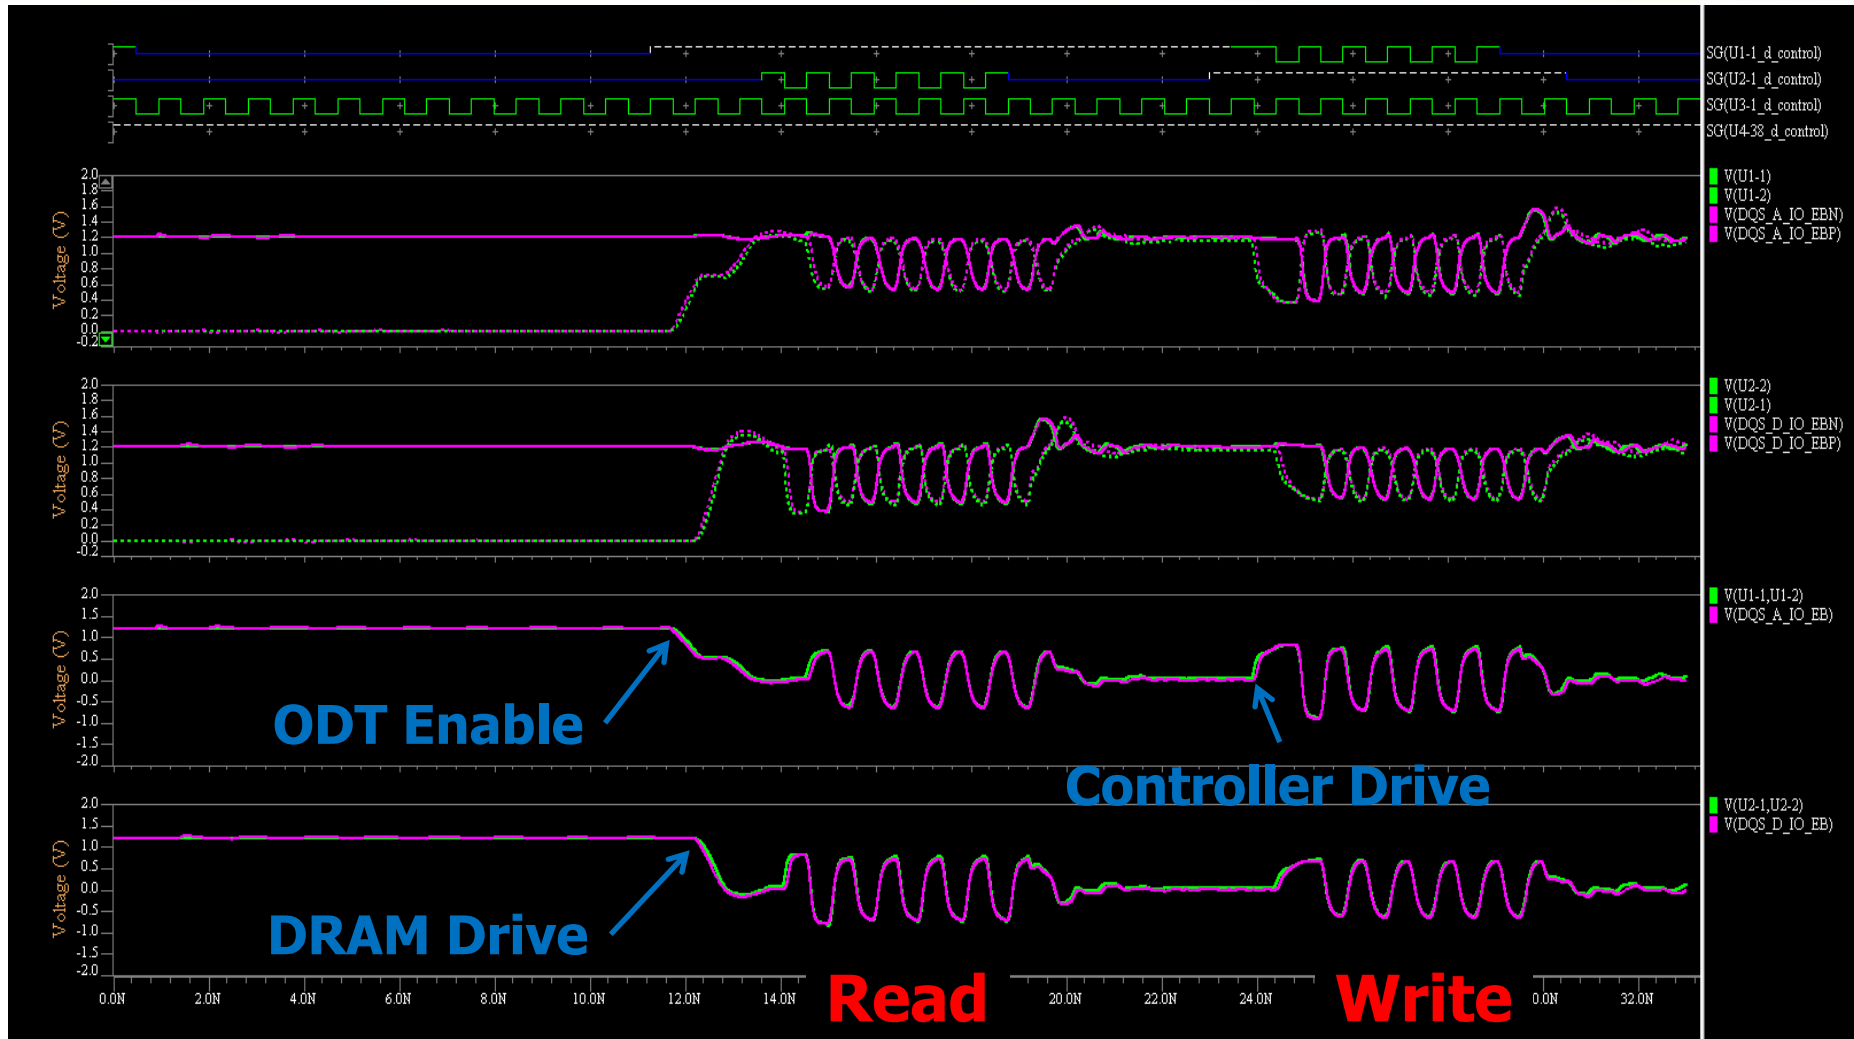 SG(U1-1_d_control)
SG(U2-1_d_control)
SG(U3-1_d_control)
SG(U4-38_d_control)
Voltage (V)
2.0
1.8
1.6
1.4
1.2
1.0
0.8
0.6
0.4
0.2
0.0
-0.2
V(U1-1)
V(U1-2)
V(DQS_A_IO_EBN)
V(DQS_A_IO_EBP)
Voltage (V)
2.0
1.8
1.6
1.4
1.2
1.0
0.8
0.6
0.4
0.2
0.0
-0.2
V(U2-2)
V(U2-1)
V(DQS_D_IO_EBN)
V(DQS_D_IO_EBP)
Voltage (V)
2.0
1.5
1.0
0.5
0.0
-0.5
-1.0
-1.5
-2.0
V(U1-1,U1-2)
V(DQS_A_IO_EB)
ODT Enable
Controller Drive
Voltage (V)
2.0
1.5
1.0
0.5
0.0
-0.5
-1.0
-1.5
-2.0
V(U2-1,U2-2)
V(DQS_D_IO_EB)
DRAM Drive
0.0N 2.0N 4.0N 6.0N 8.0N 10.0N 12.0N 14.0N Read 20.0N 22.0N 24.0N Write 0.0N 32.0N